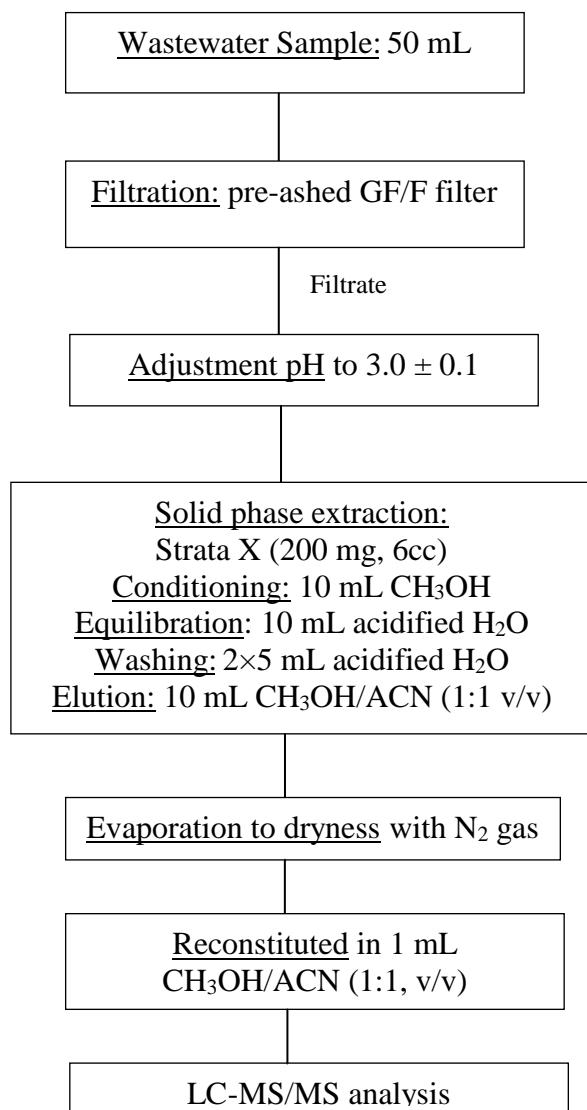 Wastewater Sample: 50 mL
Filtration: pre-ashed GF/F filter
Filtrate
Adjustment pH to 3.0 ± 0.1
Solid phase extraction:
Strata X (200 mg, 6cc)
Conditioning: 10 mL CH₃OH
Equilibration: 10 mL acidified H₂O
Washing: 2×5 mL acidified H₂O
Elution: 10 mL CH₃OH/ACN (1:1 v/v)
Evaporation to dryness with N₂ gas
Reconstituted in 1 mL
CH₃OH/ACN (1:1, v/v)
LC-MS/MS analysis